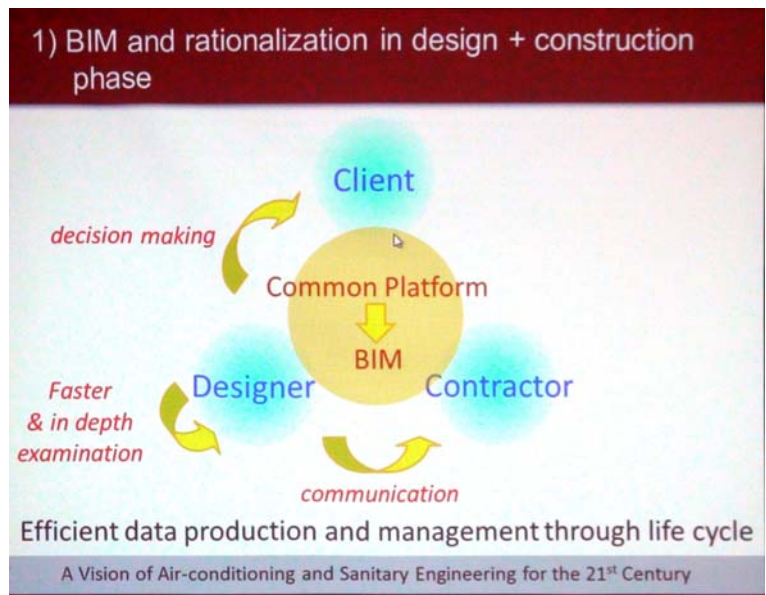 1) BIM and rationalization in design + construction
phase
Client
decision making
Common Platform
BIM
Designer
Contractor
Faster
& in depth
examination
communication
Efficient data production and management through life cycle
A Vision of Air-conditioning and Sanitary Engineering for the 21st Century